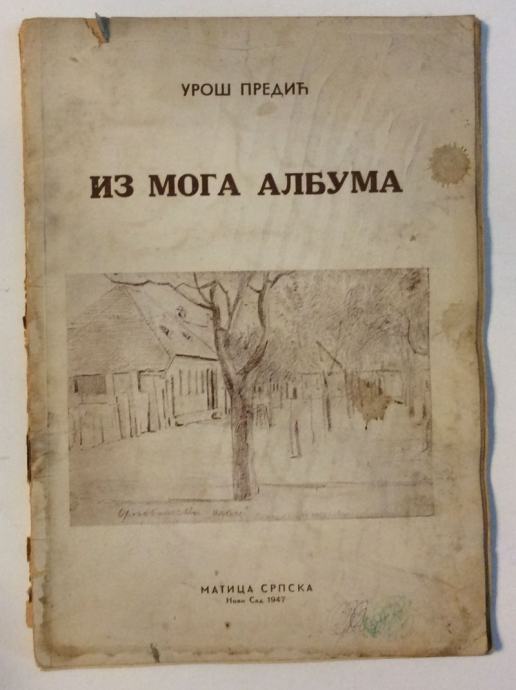 УРОШ ПРЕДИЋ
ИЗ МОГА АЛБУМА
МАТИЦА СРПСКА
Нови Сад 1947